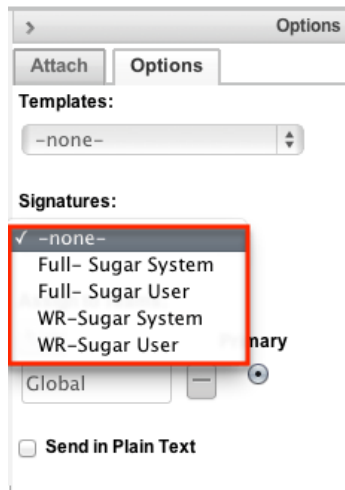 Options
Attach Options
Templates:
-none-
Signatures:
✓ -none-
Full- Sugar System
Full- Sugar User
WR-Sugar System
WR-Sugar User
mary
Global
Send in Plain Text